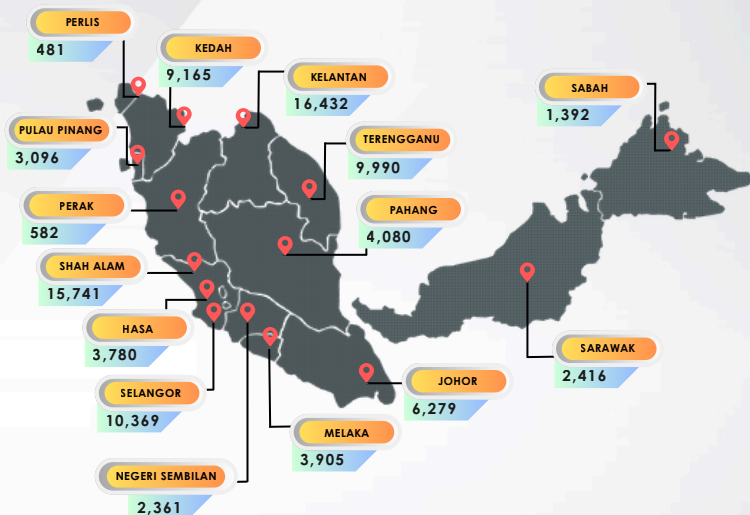 PERLIS
481
KEDAH
9,165
KELANTAN
16,432
SABAH
1,392
PULAU PINANG
3,096
TERENGGANU
9,990
PERAK
582
PAHANG
4,080
SHAH ALAM
15,741
HASA
3,780
SARAWAK
2,416
SELANGOR
10,369
JOHOR
6,279
MELAKA
3,905
NEGERI SEMBILAN
2,361